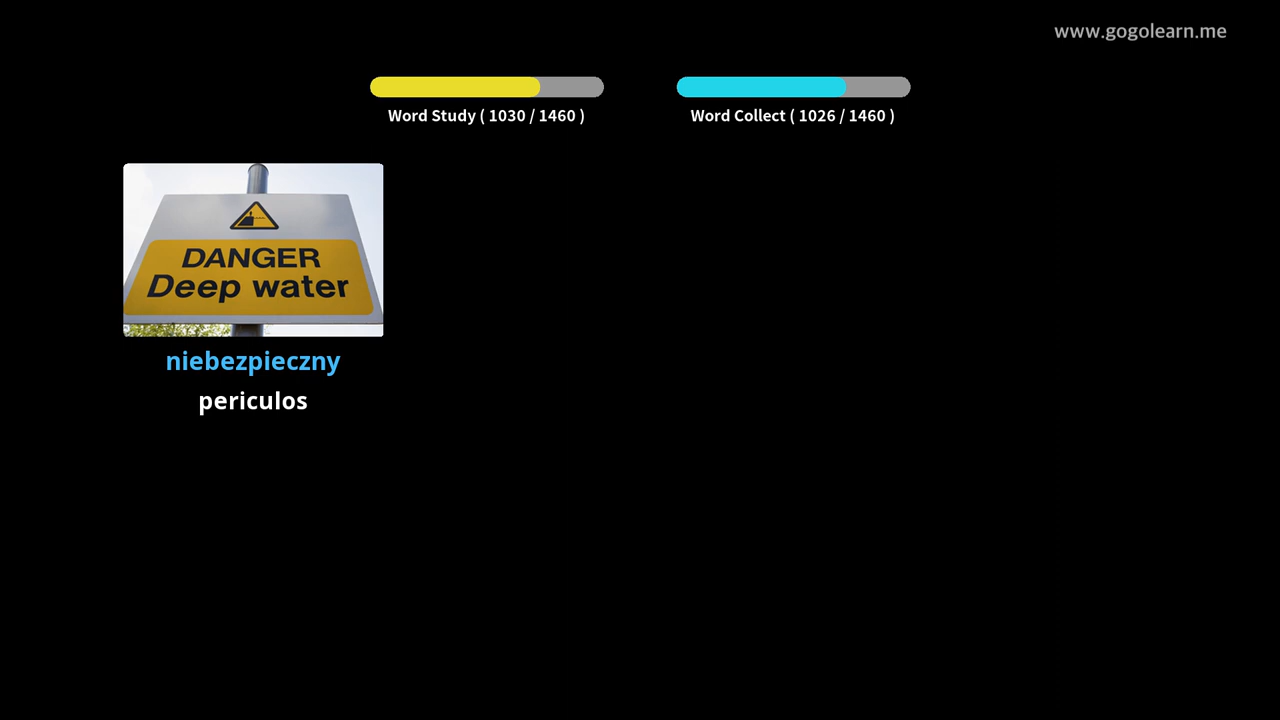 www.gogolearn.me
Word Study ( 1030 / 1460 )
Word Collect ( 1026 / 1460 )
DANGER
Deep water
niebezpieczny
periculos